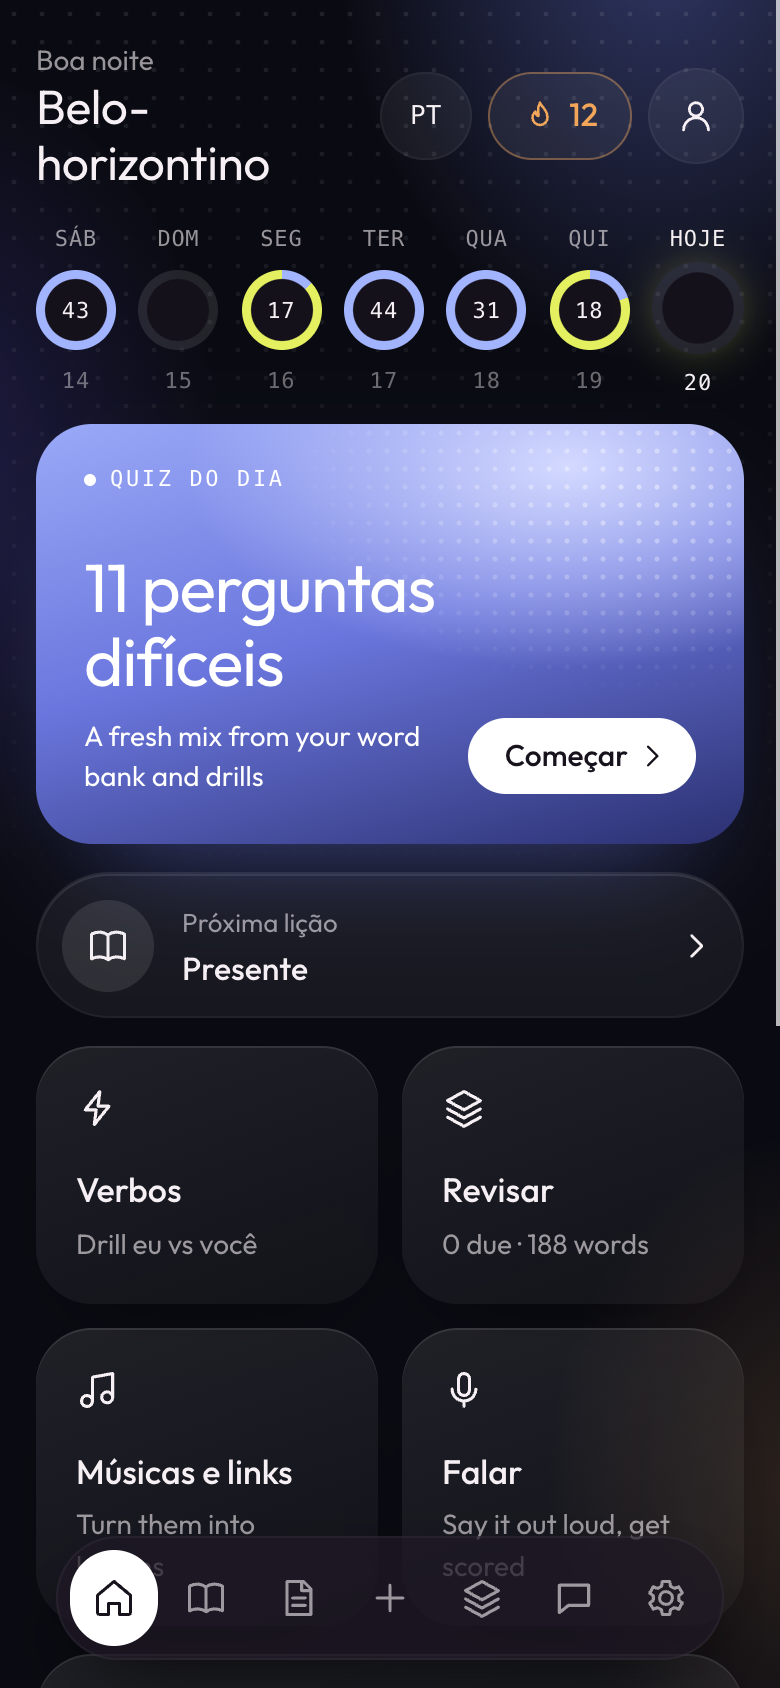 Boa noite
Belo-
horizontino
PT
12
SÁB DOM SEG TER QUA QUI HOJE
43 17 44 31 18
14 15 16 17 18 19 20
QUIZ DO DIA
11 perguntas
difíceis
A fresh mix from your word
bank and drills
Começar
Próxima lição
Presente
Verbos
Drill eu vs você
Revisar
0 due · 188 words
Músicas e links
Turn them into
Falar
Say it out loud, get
scored